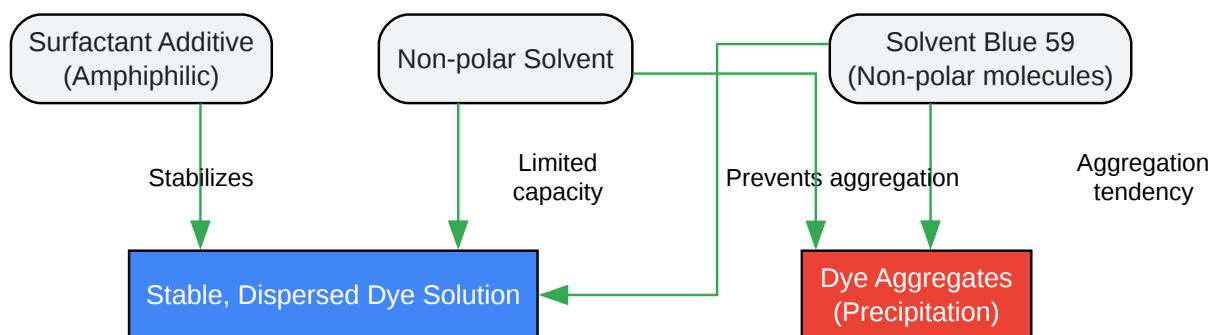 Surfactant Additive
(Amphiphilic)
Non-polar Solvent
Solvent Blue 59
(Non-polar molecules)
Stabilizes
Limited
capacity
Prevents aggregation
Aggregation
tendency
Stable, Dispersed Dye Solution
Dye Aggregates
(Precipitation)